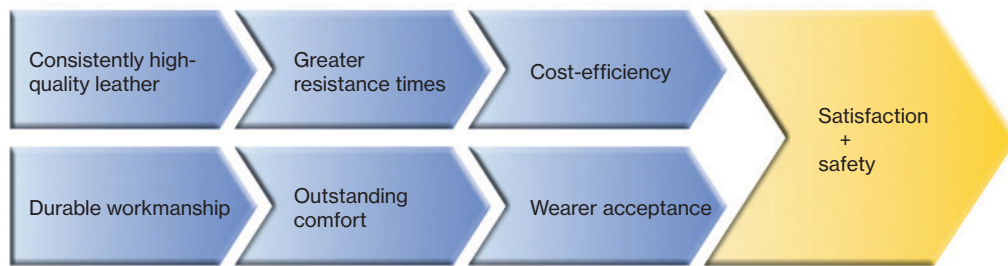 Consistently high-
quality leather
Greater
resistance times
Cost-efficiency
Satisfaction
+
safety
Durable workmanship
Outstanding
comfort
Wearer acceptance